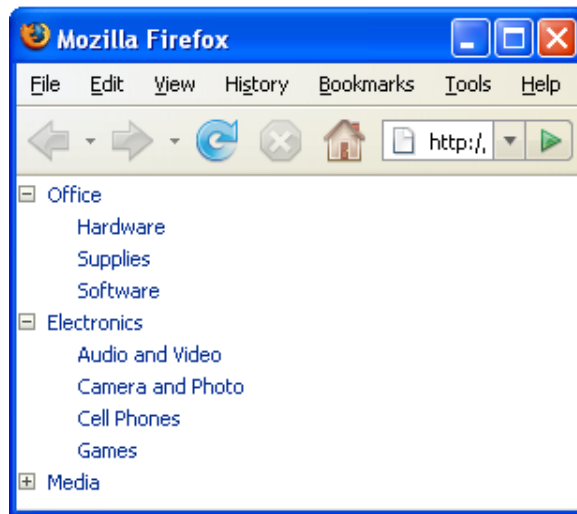 Mozilla Firefox
File Edit View History Bookmarks Tools Help
http:/.
Office
Hardware
Supplies
Software
Electronics
Audio and Video
Camera and Photo
Cell Phones
Games
Media